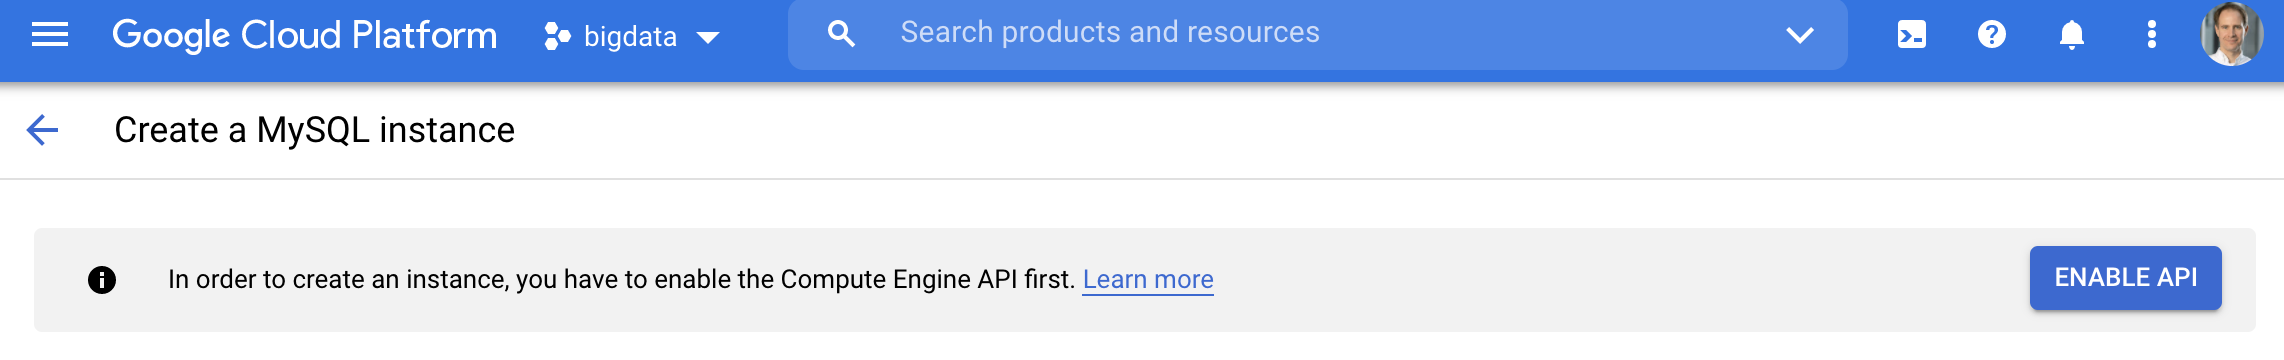 Google Cloud Platform bigdata Search products and resources
Create a MySQL instance
In order to create an instance, you have to enable the Compute Engine API first. Learn more ENABLE API